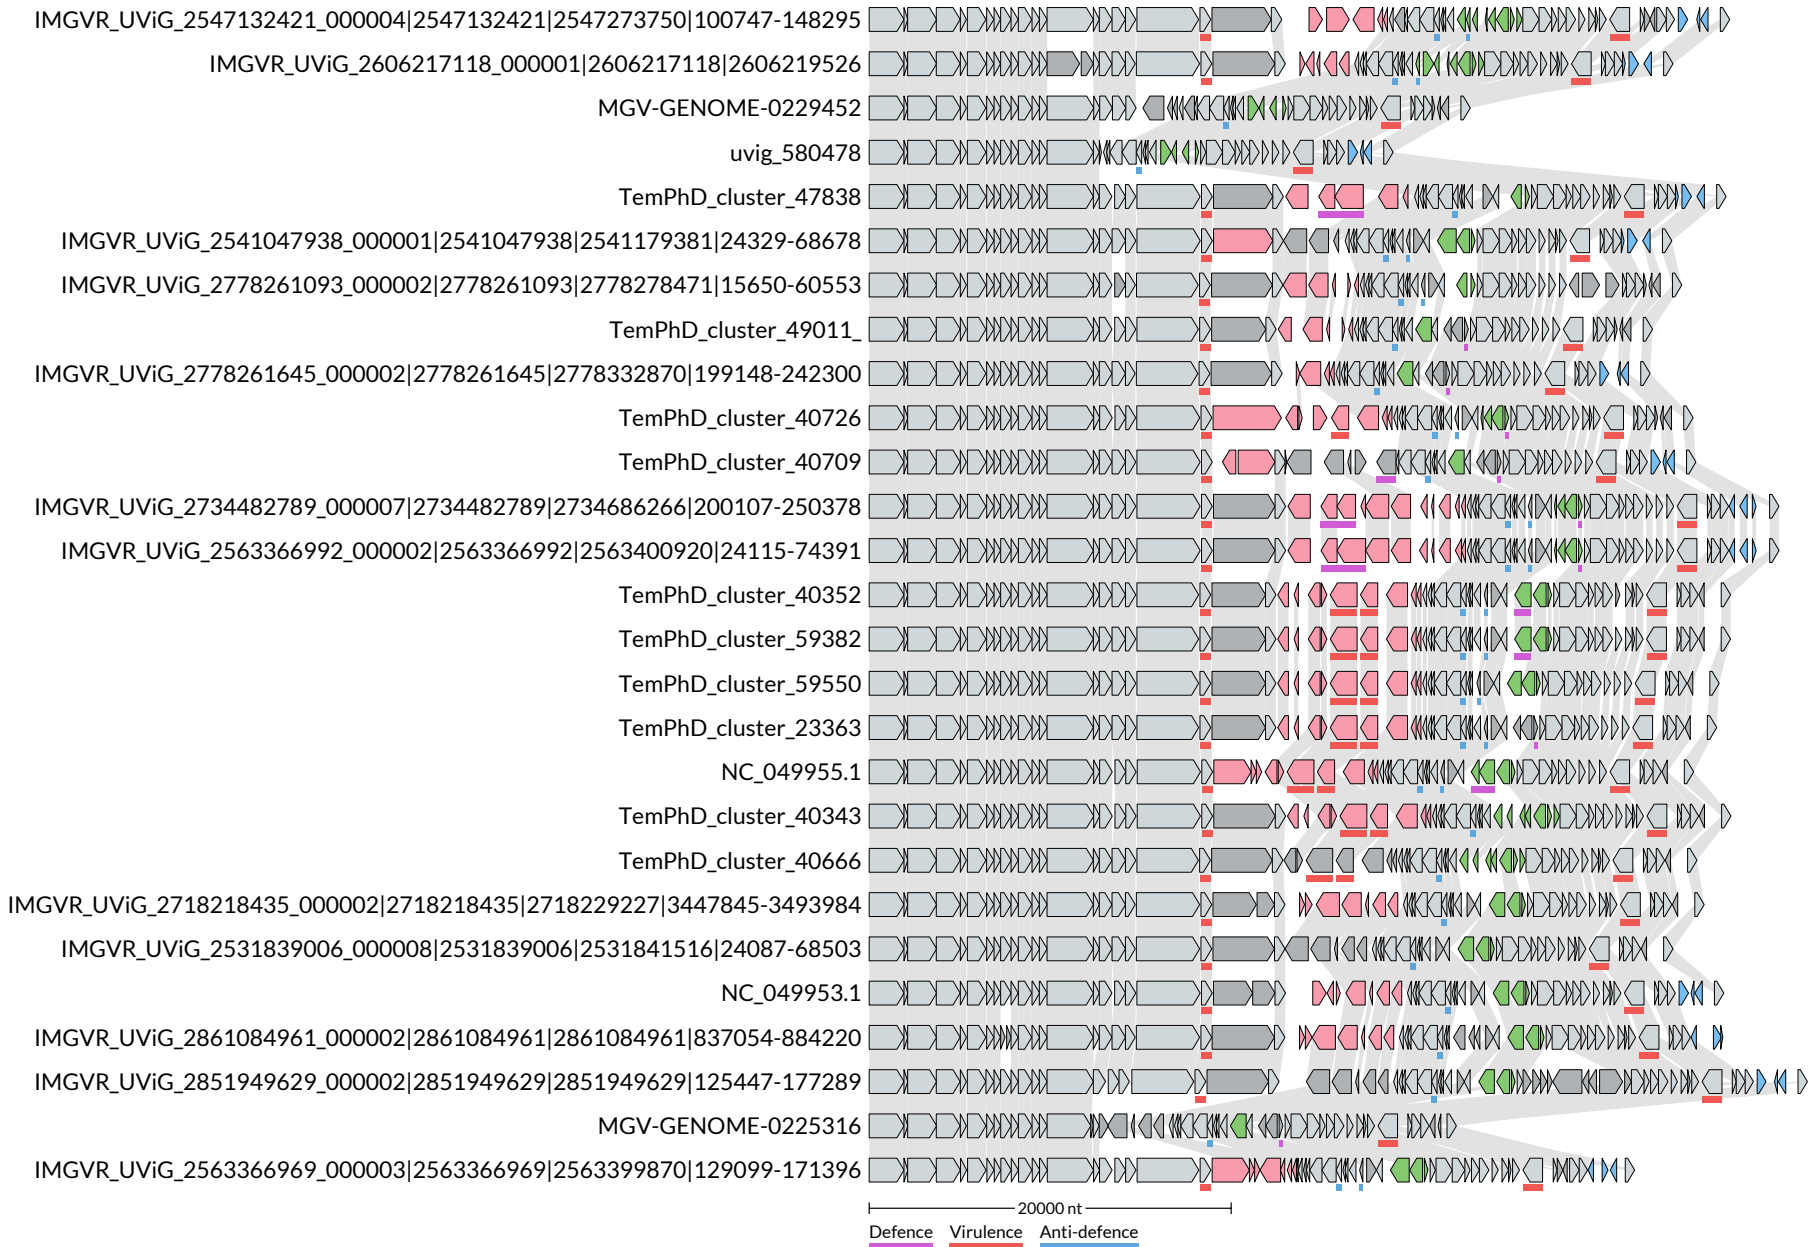 IMGVR_UViG_2547132421_000004|2547132421|2547273750|100747-148295
IMGVR_UViG_2606217118_000001|2606217118|2606219526
MGV-GENOME-0229452
uvig_580478
TemPhD_cluster_47838
IMGVR_UViG_2541047938_000001|2541047938|2541179381|24329-68678
IMGVR_UViG_2778261093_000002|2778261093|2778278471|15650-60553
TemPhD_cluster_49011_
IMGVR_UViG_2778261645_000002|2778261645|2778332870|199148-242300
TemPhD_cluster_40726
TemPhD_cluster_40709
IMGVR_UViG_2734482789_000007|2734482789|2734686266|200107-250378
IMGVR_UViG_2563366992_000002|2563366992|2563400920|24115-74391
TemPhD_cluster_40352
TemPhD_cluster_59382
TemPhD_cluster_59550
TemPhD_cluster_23363
NC_049955.1
TemPhD_cluster_40343
TemPhD_cluster_40666
IMGVR_UViG_2718218435_000002|2718218435|2718229227|3447845-3493984
IMGVR_UViG_2531839006_000008|2531839006|2531841516|24087-68503
NC_049953.1
IMGVR_UViG_2861084961_000002|2861084961|2861084961|837054-884220
IMGVR_UViG_2851949629_000002|2851949629|2851949629|125447-177289
MGV-GENOME-0225316
IMGVR_UViG_2563366969_000003|2563366969|2563399870|129099-171396
20000 nt
Defence Virulence Anti-defence